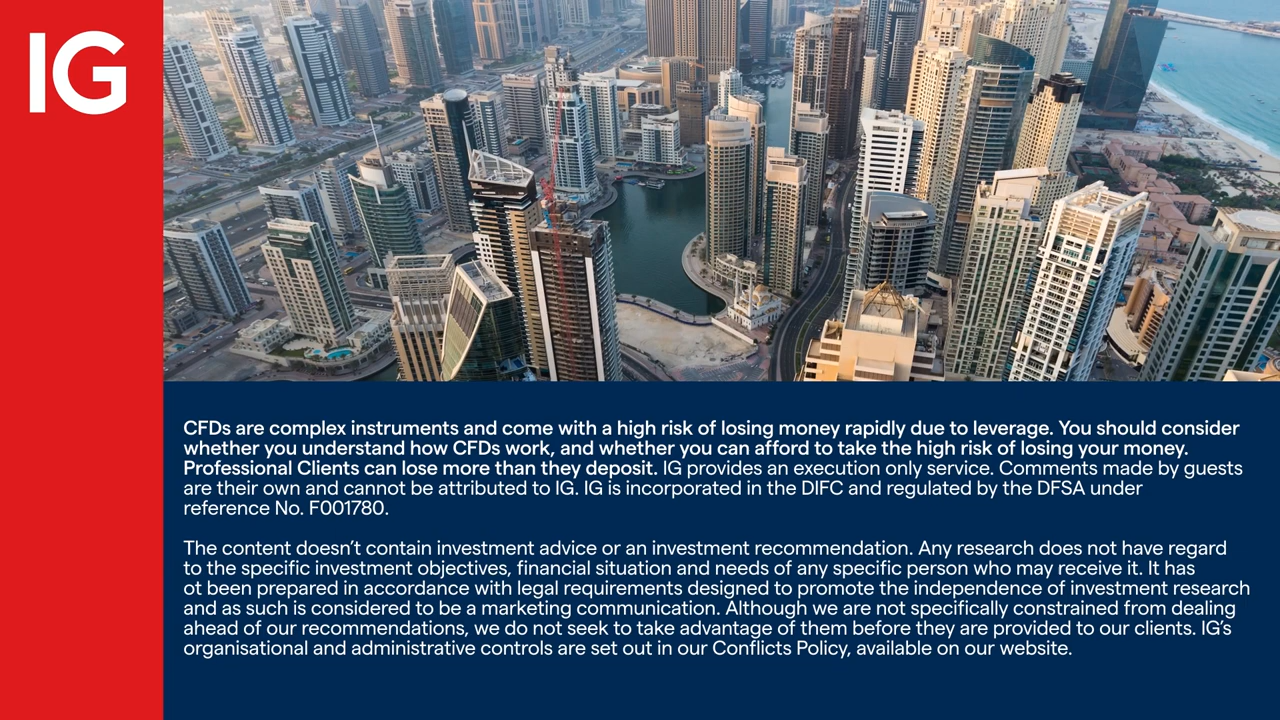 IG
CFDs are complex instruments and come with a high risk of losing money rapidly due to leverage. You should consider
whether you understand how CFDs work, and whether you can afford to take the high risk of losing your money.
Professional Clients can lose more than they deposit. IG provides an execution only service. Comments made by guests
are their own and cannot be attributed to IG. IG is incorporated in the DIFC and regulated by the DFSA under
reference No. F001780.
The content doesn’t contain investment advice or an investment recommendation. Any research does not have regard
to the specific investment objectives, financial situation and needs of any specific person who may receive it. It has
ot been prepared in accordance with legal requirements designed to promote the independence of investment research
and as such is considered to be a marketing communication. Although we are not specifically constrained from dealing
ahead of our recommendations, we do not seek to take advantage of them before they are provided to our clients. IG’s
organisational and administrative controls are set out in our Conflicts Policy, available on our website.